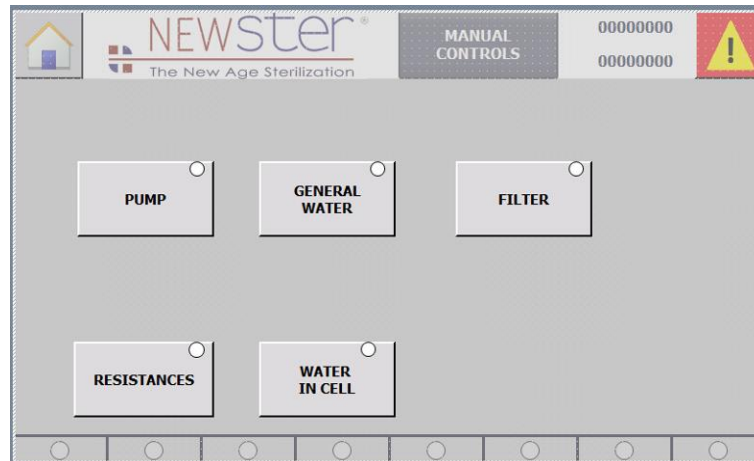 NEWSter®
The New Age Sterilization
MANUAL
CONTROLS
00000000
00000000
!
PUMP
GENERAL
WATER
FILTER
RESISTANCES
WATER
IN CELL